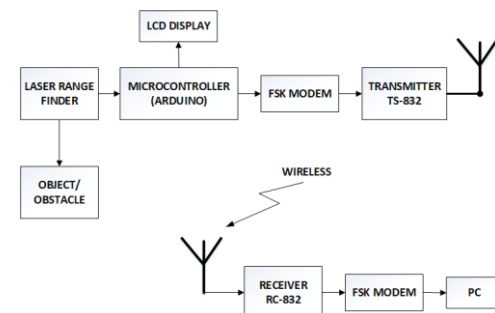 LCD DISPLAY
LASER RANGE
FINDER
MICROCONTROLLER
(ARDUINO)
FSK MODEM
TRANSMITTER
TS-832
OBJECT/
OBSTACLE
WIRELESS
RECEIVER
RC-832
FSK MODEM
PC